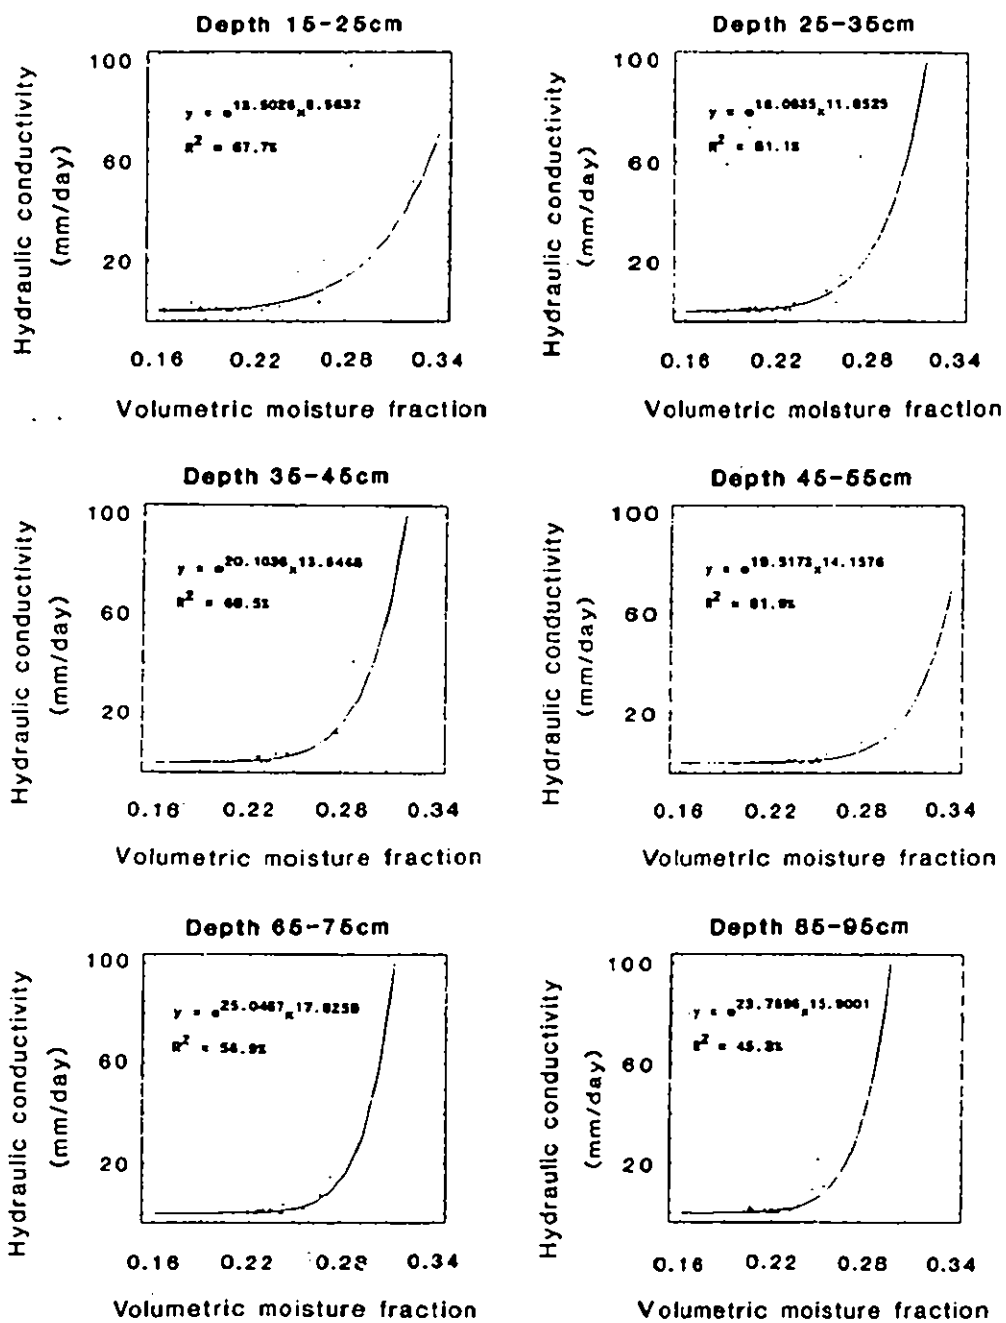 Depth 15-25cm
Hydraulic conductivity
(mm/day)
100
60
20
y = e^13.5026 x^8.5632
R² = 67.7%
0.16 0.22 0.28 0.34
Volumetric moisture fraction
Depth 25-35cm
Hydraulic conductivity
(mm/day)
100
60
20
R² = 61.1%
0.16 0.22 0.28 0.34
Volumetric moisture fraction
Depth 35-45cm
Hydraulic conductivity
(mm/day)
100
60
20
0.16 0.22 0.28 0.34
Volumetric moisture fraction
Depth 45-55cm
Hydraulic conductivity
(mm/day)
100
60
20
R² = 61.9%
0.16 0.22 0.28 0.34
Volumetric moisture fraction
Depth 65-75cm
Hydraulic conductivity
(mm/day)
100
60
20
0.16 0.22 0.28 0.34
Volumetric moisture fraction
Depth 85-95cm
Hydraulic conductivity
(mm/day)
100
60
20
R² = 45.3%
0.16 0.22 0.28 0.34
Volumetric moisture fraction